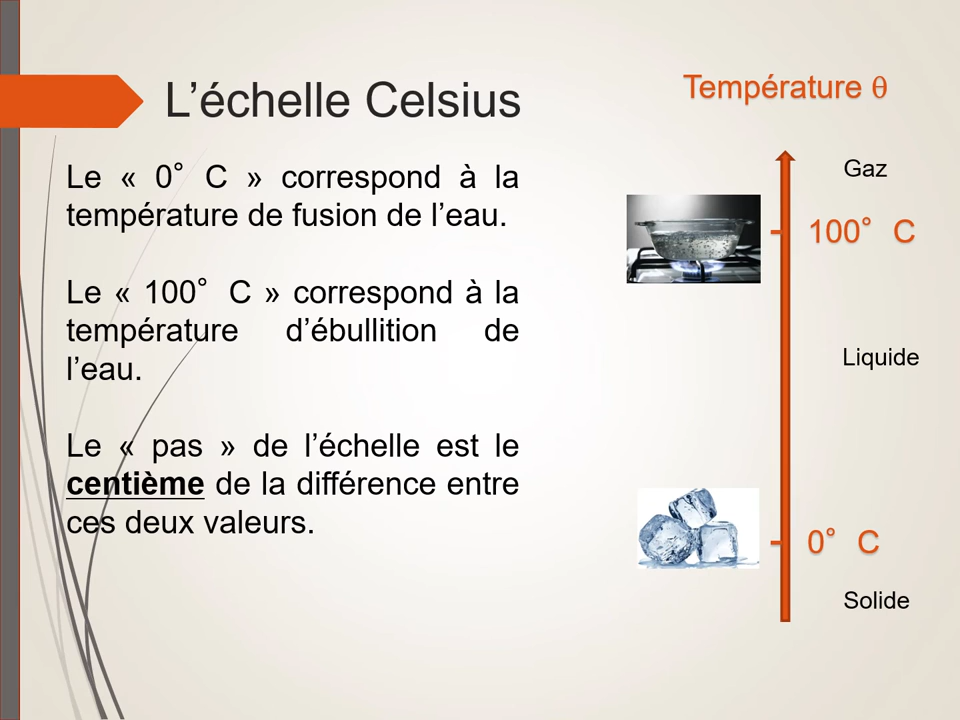 L’échelle Celsius
Le « 0° C » correspond à la
température de fusion de l’eau.
Le « 100° C » correspond à la
température d’ébullition de
l’eau.
Le « pas » de l’échelle est le
centième de la différence entre
ces deux valeurs.
Température θ
Gaz
100° C
Liquide
0° C
Solide